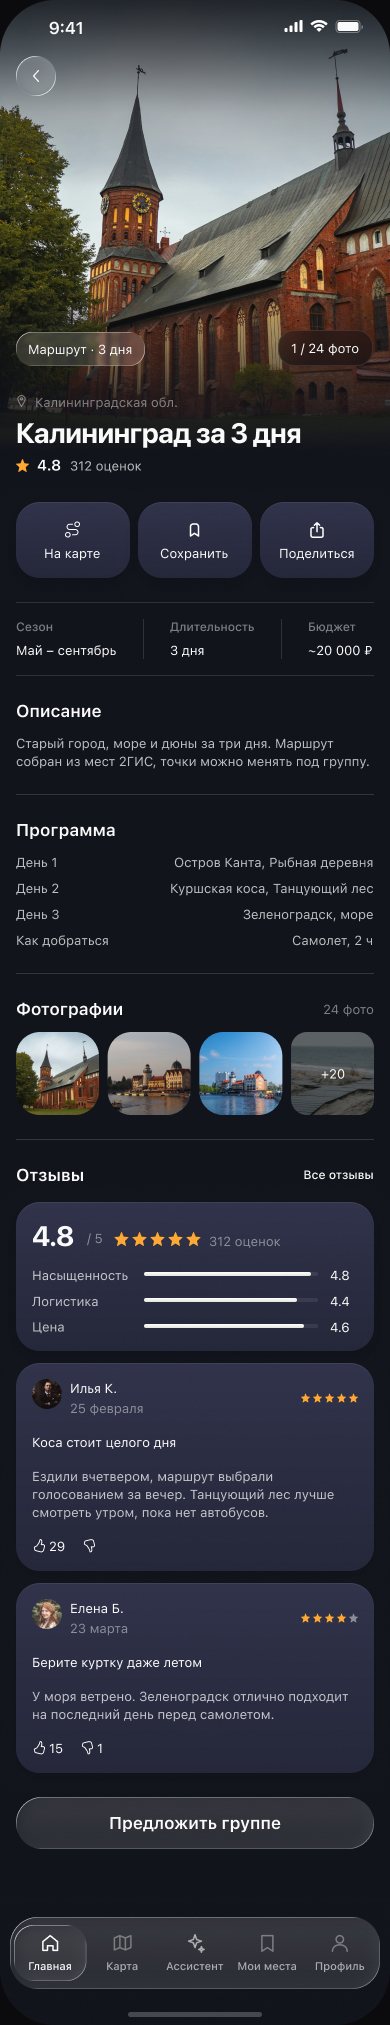 9:41
Маршрут · 3 дня
1 / 24 фото
Калининградская обл.
Калининград за 3 дня
4.8 312 оценок
На карте
Сохранить
Поделиться
Сезон
Май – сентябрь
Длительность
3 дня
Бюджет
~20 000 ₽
Описание
Старый город, море и дюны за три дня. Маршрут
собран из мест 2ГИС, точки можно менять под группу.
Программа
День 1 Остров Канта, Рыбная деревня
День 2 Куршская коса, Танцующий лес
День 3 Зеленоградск, море
Как добраться Самолет, 2 ч
Фотографии 24 фото
+20
Отзывы Все отзывы
4.8 / 5 312 оценок
Насыщенность 4.8
Логистика 4.4
Цена 4.6
Илья К.
25 февраля
Коса стоит целого дня
Ездили вчетвером, маршрут выбрали
голосованием за вечер. Танцующий лес лучше
смотреть утром, пока нет автобусов.
29
Елена Б.
23 марта
Берите куртку даже летом
У моря ветрено. Зеленоградск отлично подходит
на последний день перед самолетом.
15 1
Предложить группе
Главная
Карта
Ассистент
Мои места
Профиль